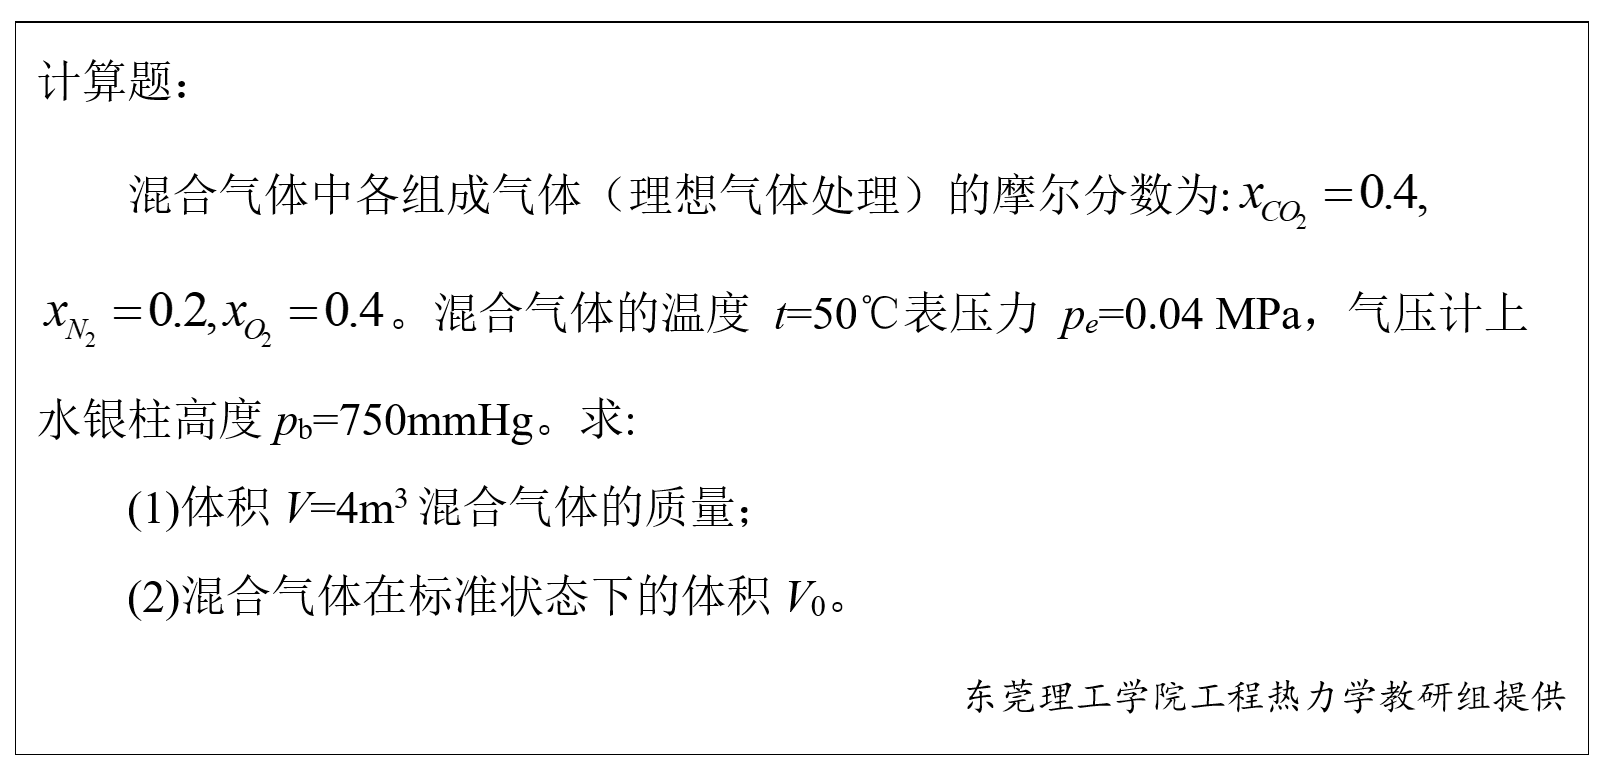 计算题：
混合气体中各组成气体（理想气体处理）的摩尔分数为:x_{CO_2}=0.4,
x_{N_2}=0.2,x_{O_2}=0.4。混合气体的温度 t=50℃表压力 p_e=0.04 MPa，气压计上
水银柱高度 p_b=750mmHg。求:
(1)体积 V=4m³混合气体的质量；
(2)混合气体在标准状态下的体积 V_0。
东莞理工学院工程热力学教研组提供